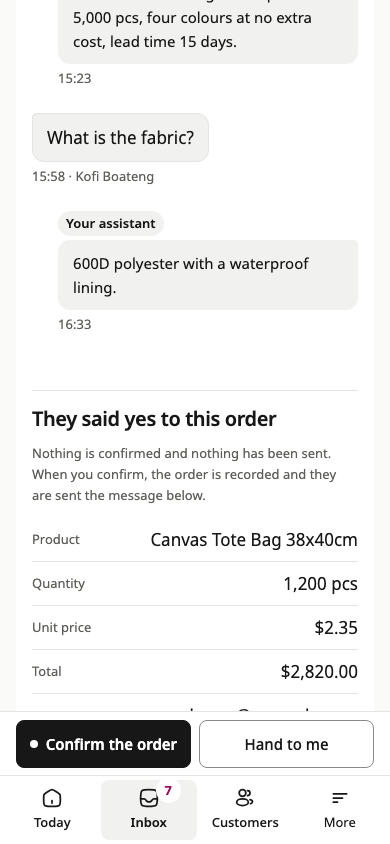 5,000 pcs, four colours at no extra
cost, lead time 15 days.
15:23
What is the fabric?
15:58 · Kofi Boateng
Your assistant
600D polyester with a waterproof
lining.
16:33
They said yes to this order
Nothing is confirmed and nothing has been sent.
When you confirm, the order is recorded and they
are sent the message below.
Product Canvas Tote Bag 38x40cm
Quantity 1,200 pcs
Unit price $2.35
Total $2,820.00
Confirm the order Hand to me
7
Today Inbox Customers More